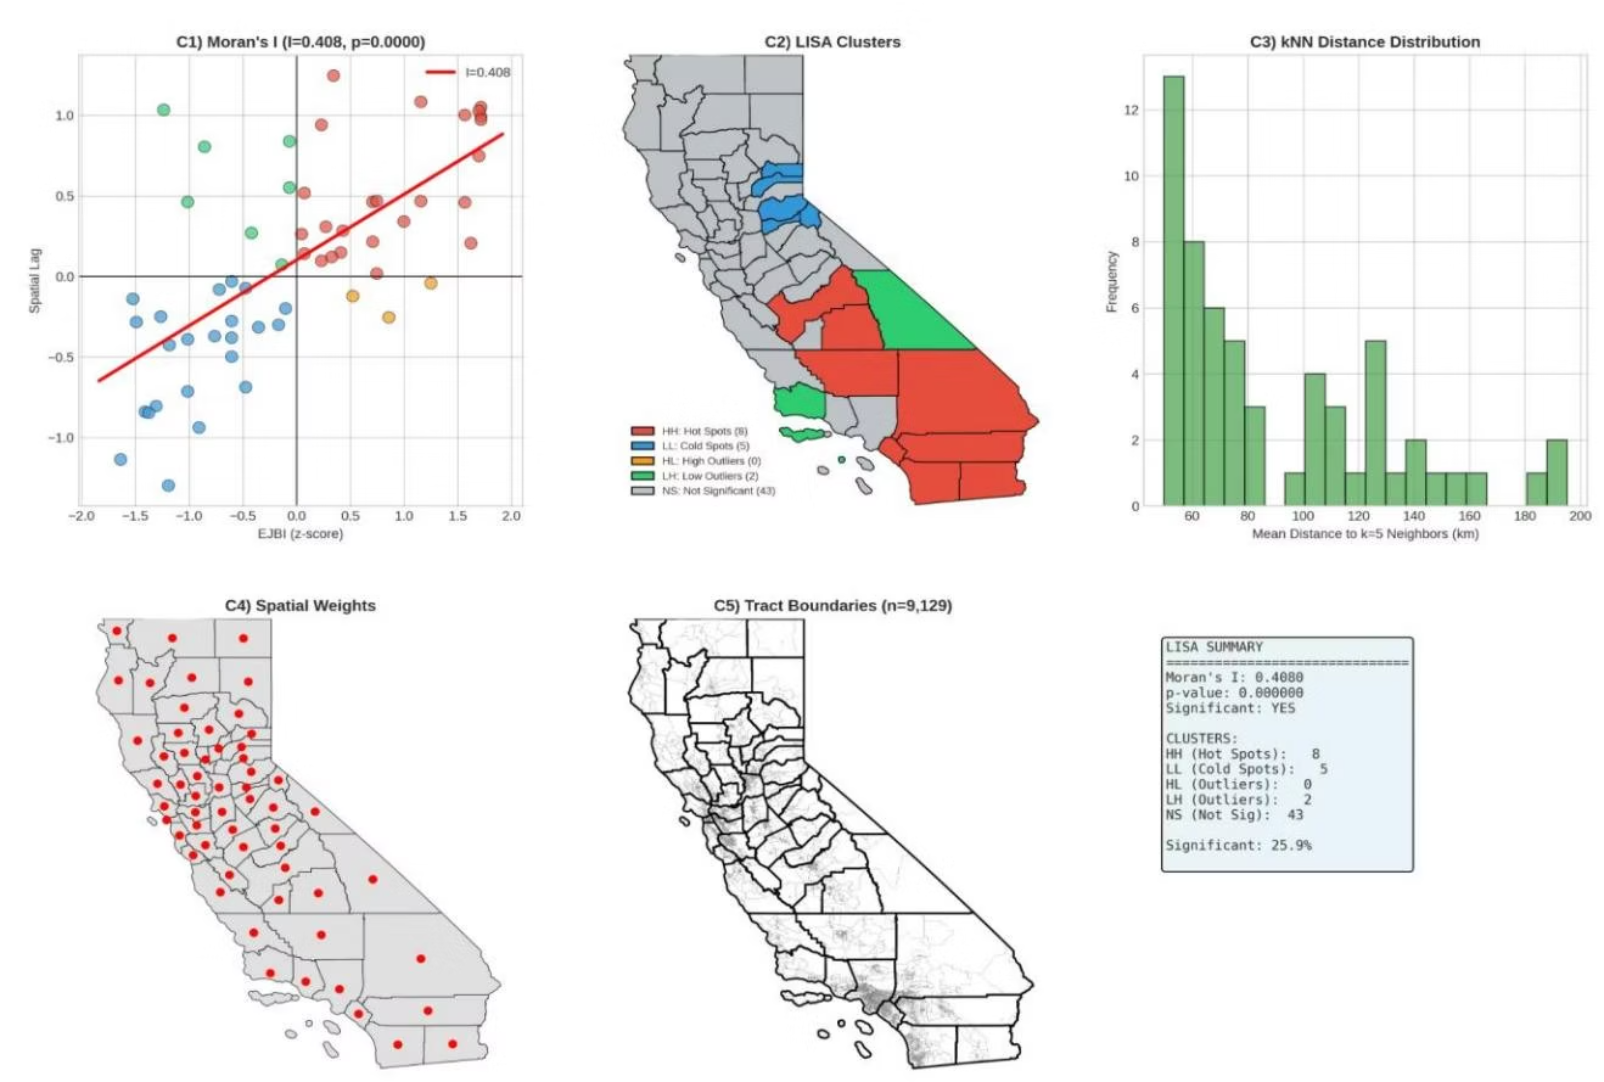 C1) Moran's I (I=0.408, p=0.0000)
I=0.408
1.0
0.5
0.0
−0.5
−1.0
Spatial Lag
−2.0 −1.5 −1.0 −0.5 0.0 0.5 1.0 1.5 2.0
EJBI (z-score)
C2) LISA Clusters
HH: Hot Spots (8)
LL: Cold Spots (5)
HL: High Outliers (0)
LH: Low Outliers (2)
NS: Not Significant (43)
C3) kNN Distance Distribution
12
10
8
6
4
2
0
Frequency
60 80 100 120 140 160 180 200
Mean Distance to k=5 Neighbors (km)
C4) Spatial Weights
C5) Tract Boundaries (n=9,129)
LISA SUMMARY
==============================
Moran's I: 0.4080
p-value: 0.000000
Significant: YES
CLUSTERS:
HH (Hot Spots): 8
LL (Cold Spots): 5
HL (Outliers): 0
LH (Outliers): 2
NS (Not Sig): 43
Significant: 25.9%